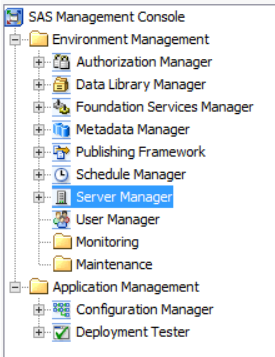 SAS Management Console
Environment Management
Authorization Manager
Data Library Manager
Foundation Services Manager
Metadata Manager
Publishing Framework
Schedule Manager
Server Manager
User Manager
Monitoring
Maintenance
Application Management
Configuration Manager
Deployment Tester